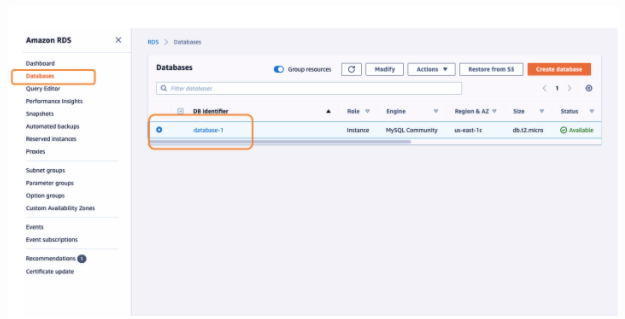 Amazon RDS
Dashboard
Databases
Query Editor
Performance Insights
Snapshots
Automated backups
Reserved instances
Proxies
Subnet groups
Parameter groups
Option groups
Custom Availability Zones
Events
Event subscriptions
Recommendations 1
Certificate update
RDS > Databases
Databases
Group resources Modify Actions Restore from S3 Create database
Filter databases
1
DB identifier Role Engine Region & AZ Size Status
database-1 Instance MySQL Community us-east-1c db.t2.micro Available